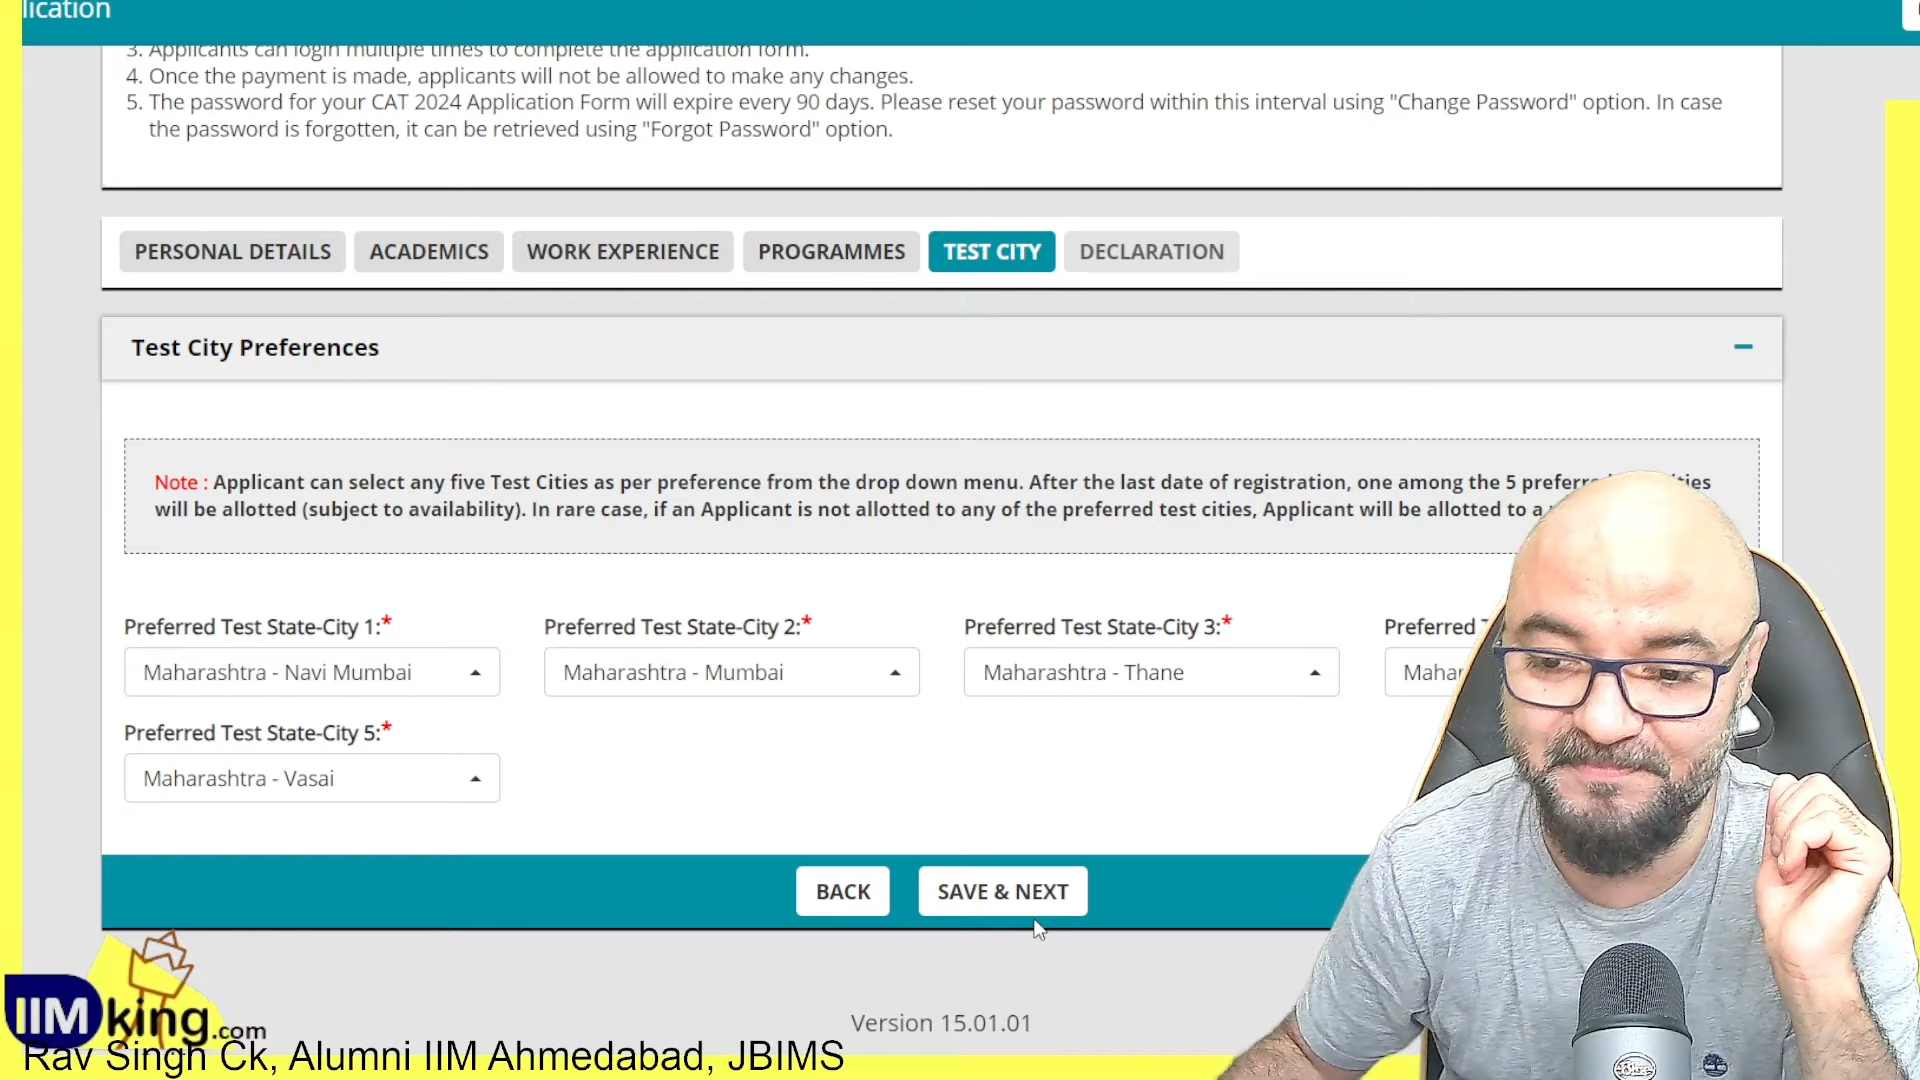 lication
3. Applicants can login multiple times to complete the application form.
4. Once the payment is made, applicants will not be allowed to make any changes.
5. The password for your CAT 2024 Application Form will expire every 90 days. Please reset your password within this interval using "Change Password" option. In case
the password is forgotten, it can be retrieved using "Forgot Password" option.
PERSONAL DETAILS ACADEMICS WORK EXPERIENCE PROGRAMMES TEST CITY DECLARATION
Test City Preferences
Note : Applicant can select any five Test Cities as per preference from the drop down menu. After the last date of registration, one among the 5 preferr ties
will be allotted (subject to availability). In rare case, if an Applicant is not allotted to any of the preferred test cities, Applicant will be allotted to a
Preferred Test State-City 1:* Preferred Test State-City 2:* Preferred Test State-City 3:* Preferred T
Maharashtra - Navi Mumbai Maharashtra - Mumbai Maharashtra - Thane Mahar
Preferred Test State-City 5:*
Maharashtra - Vasai
BACK SAVE & NEXT
IIMking.com
Version 15.01.01
Rav Singh Ck, Alumni IIM Ahmedabad, JBIMS
Blue